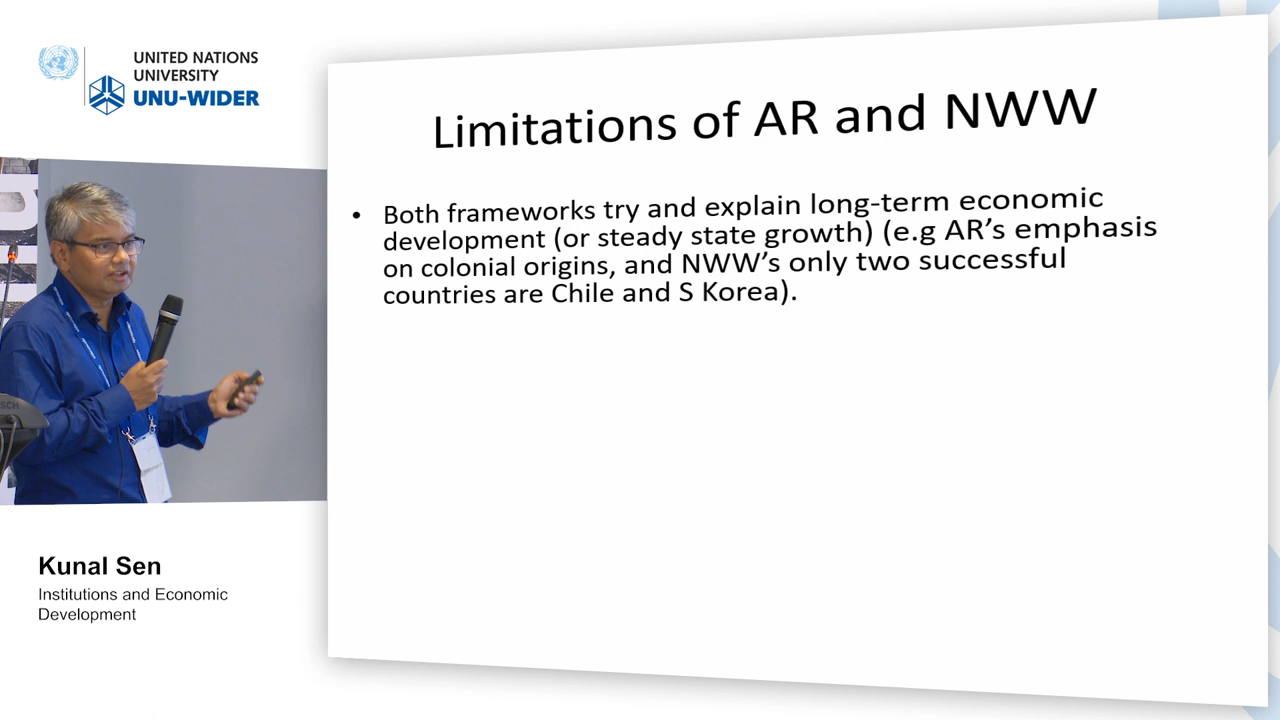 UNITED NATIONS
UNIVERSITY
UNU-WIDER
Limitations of AR and NWW
• Both frameworks try and explain long-term economic
development (or steady state growth) (e.g AR’s emphasis
on colonial origins, and NWW’s only two successful
countries are Chile and S Korea).
Kunal Sen
Institutions and Economic
Development